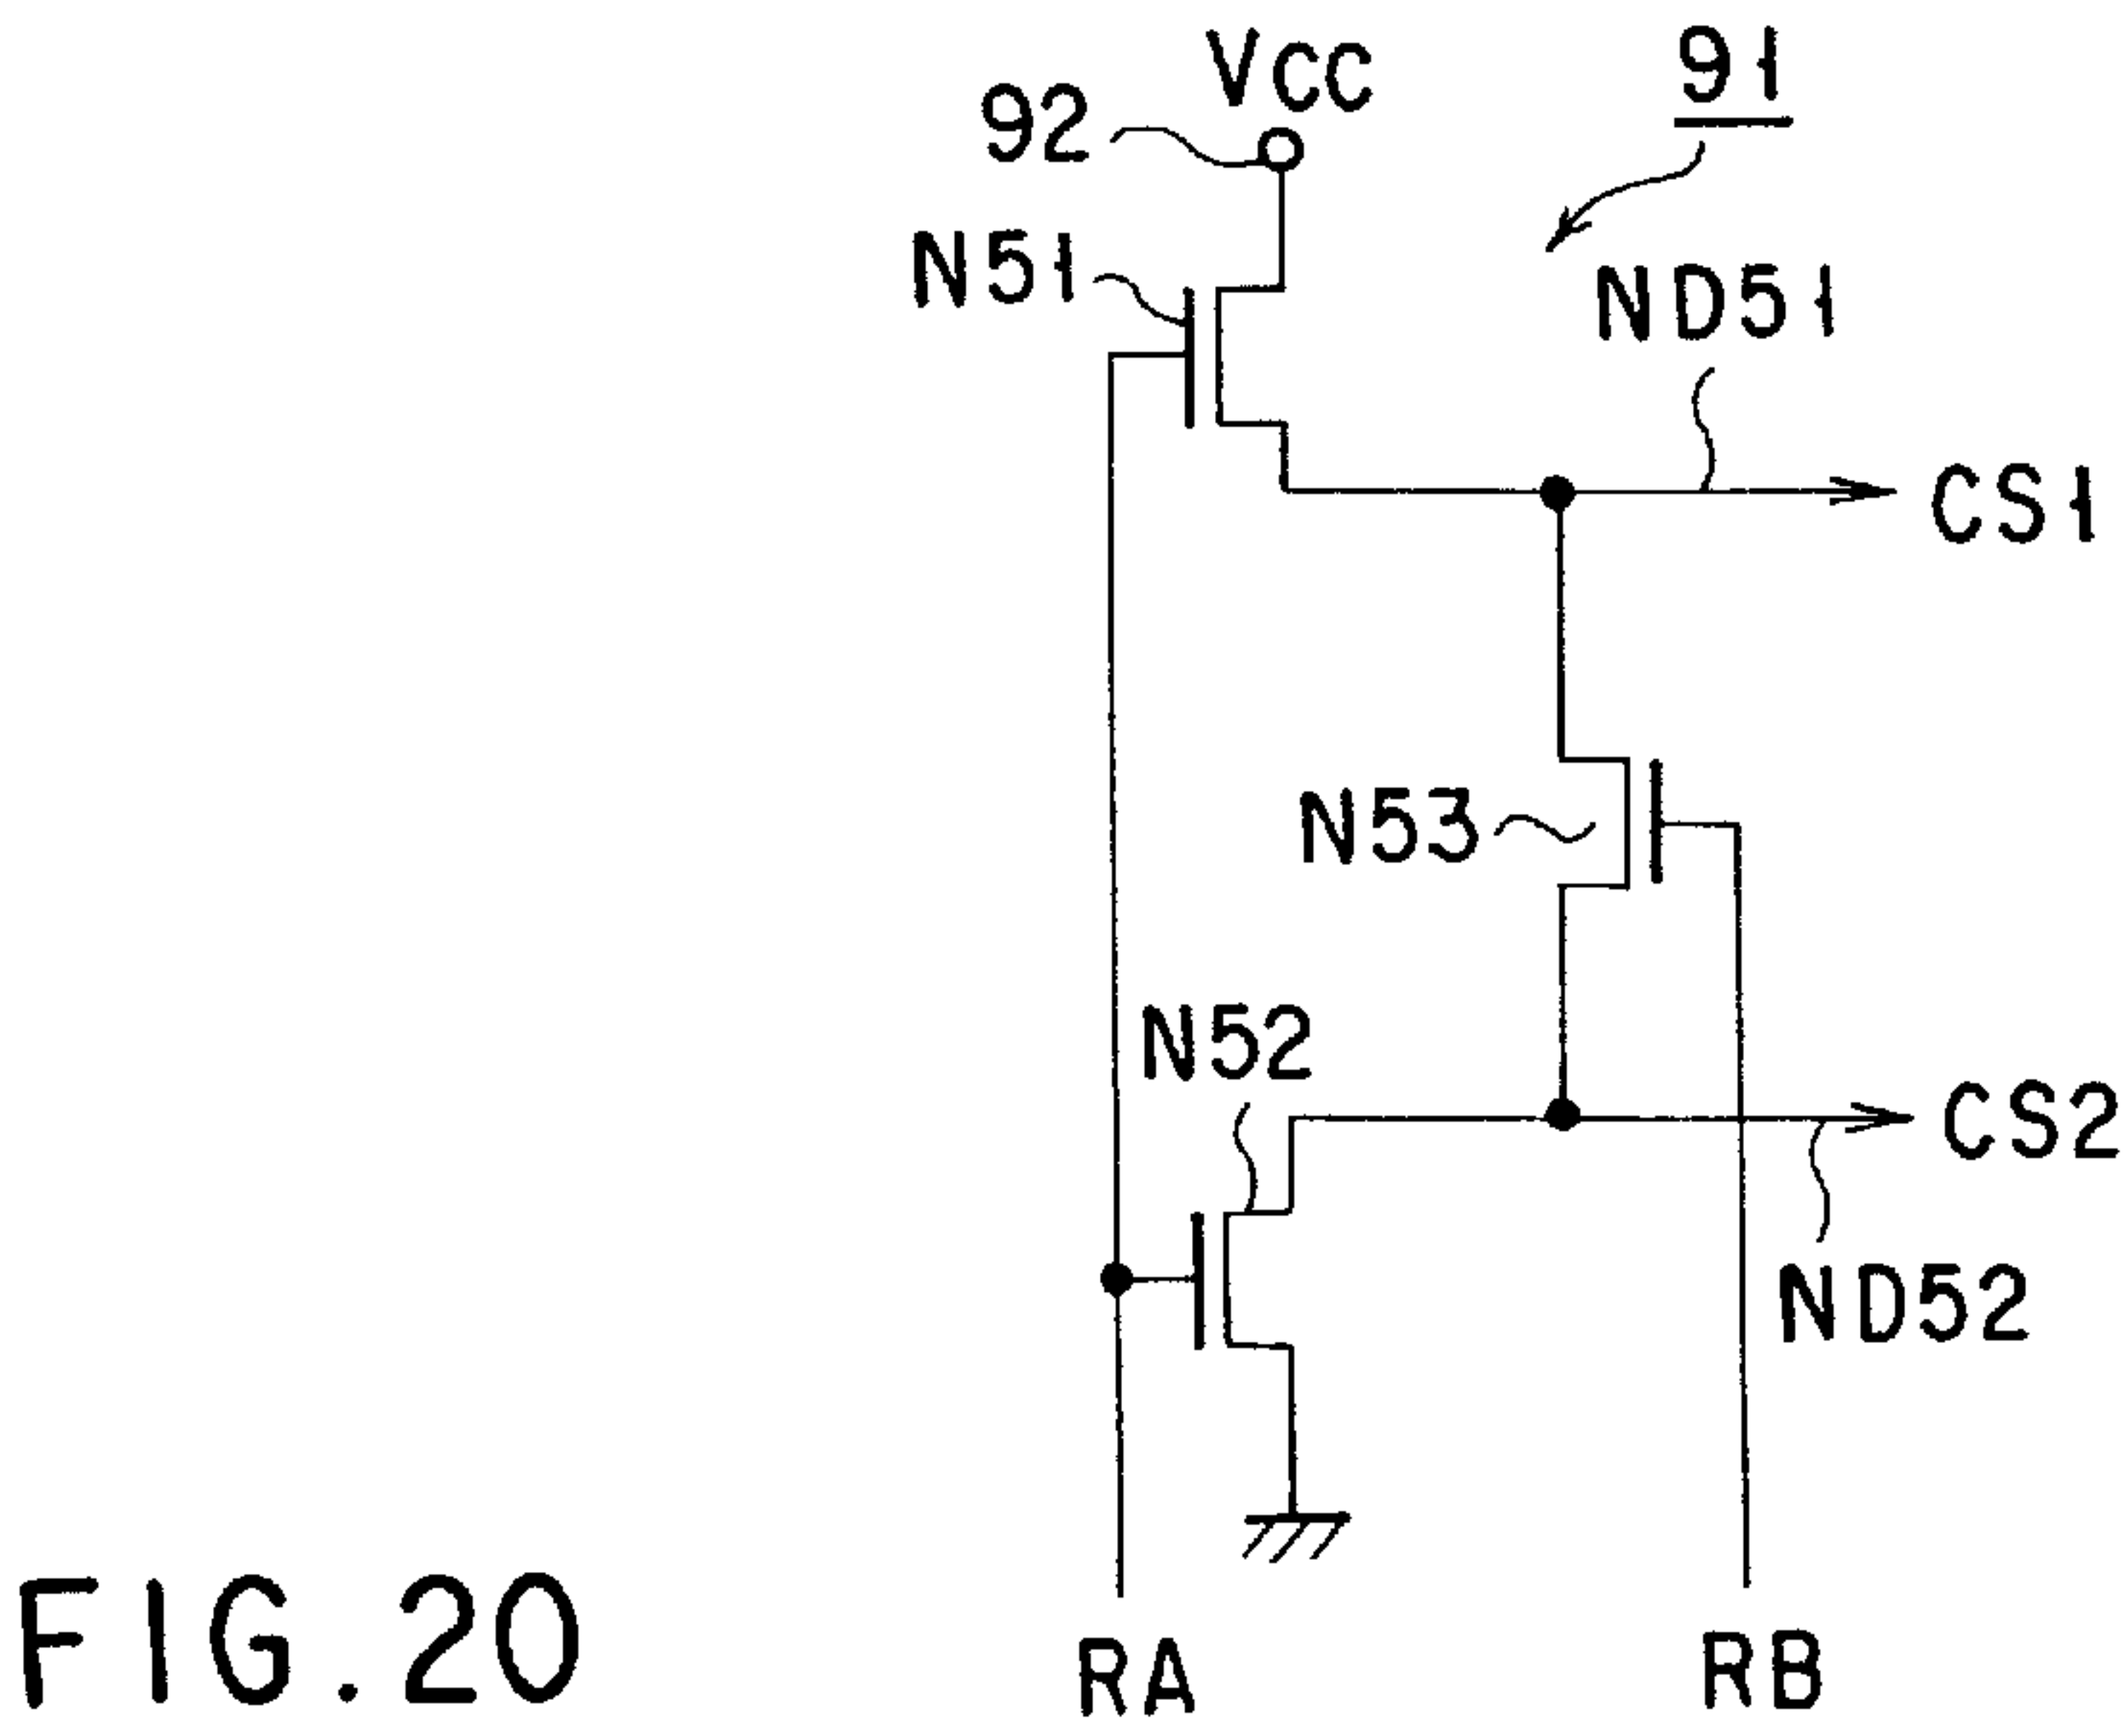 VCC
91
92
N51
ND51
CS1
N53
N52
CS2
ND52
FIG.20
RA
RB